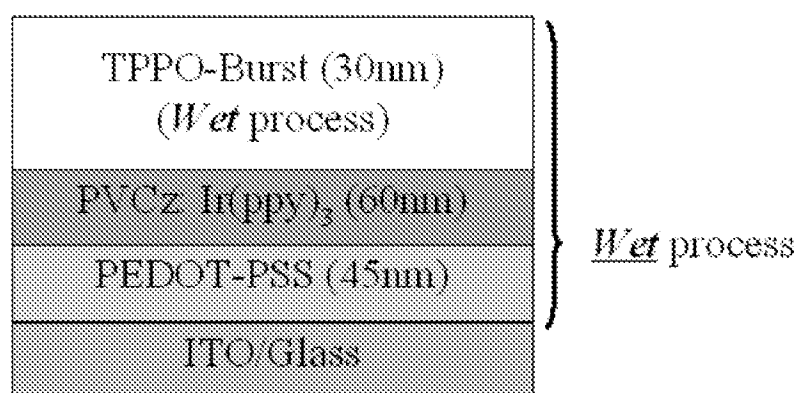 TPPO-Burst (30nm)
(Wet process)
PVCz Ir(ppy)₃ (60nm)
PEDOT-PSS (45nm)
ITO/Glass
Wet process